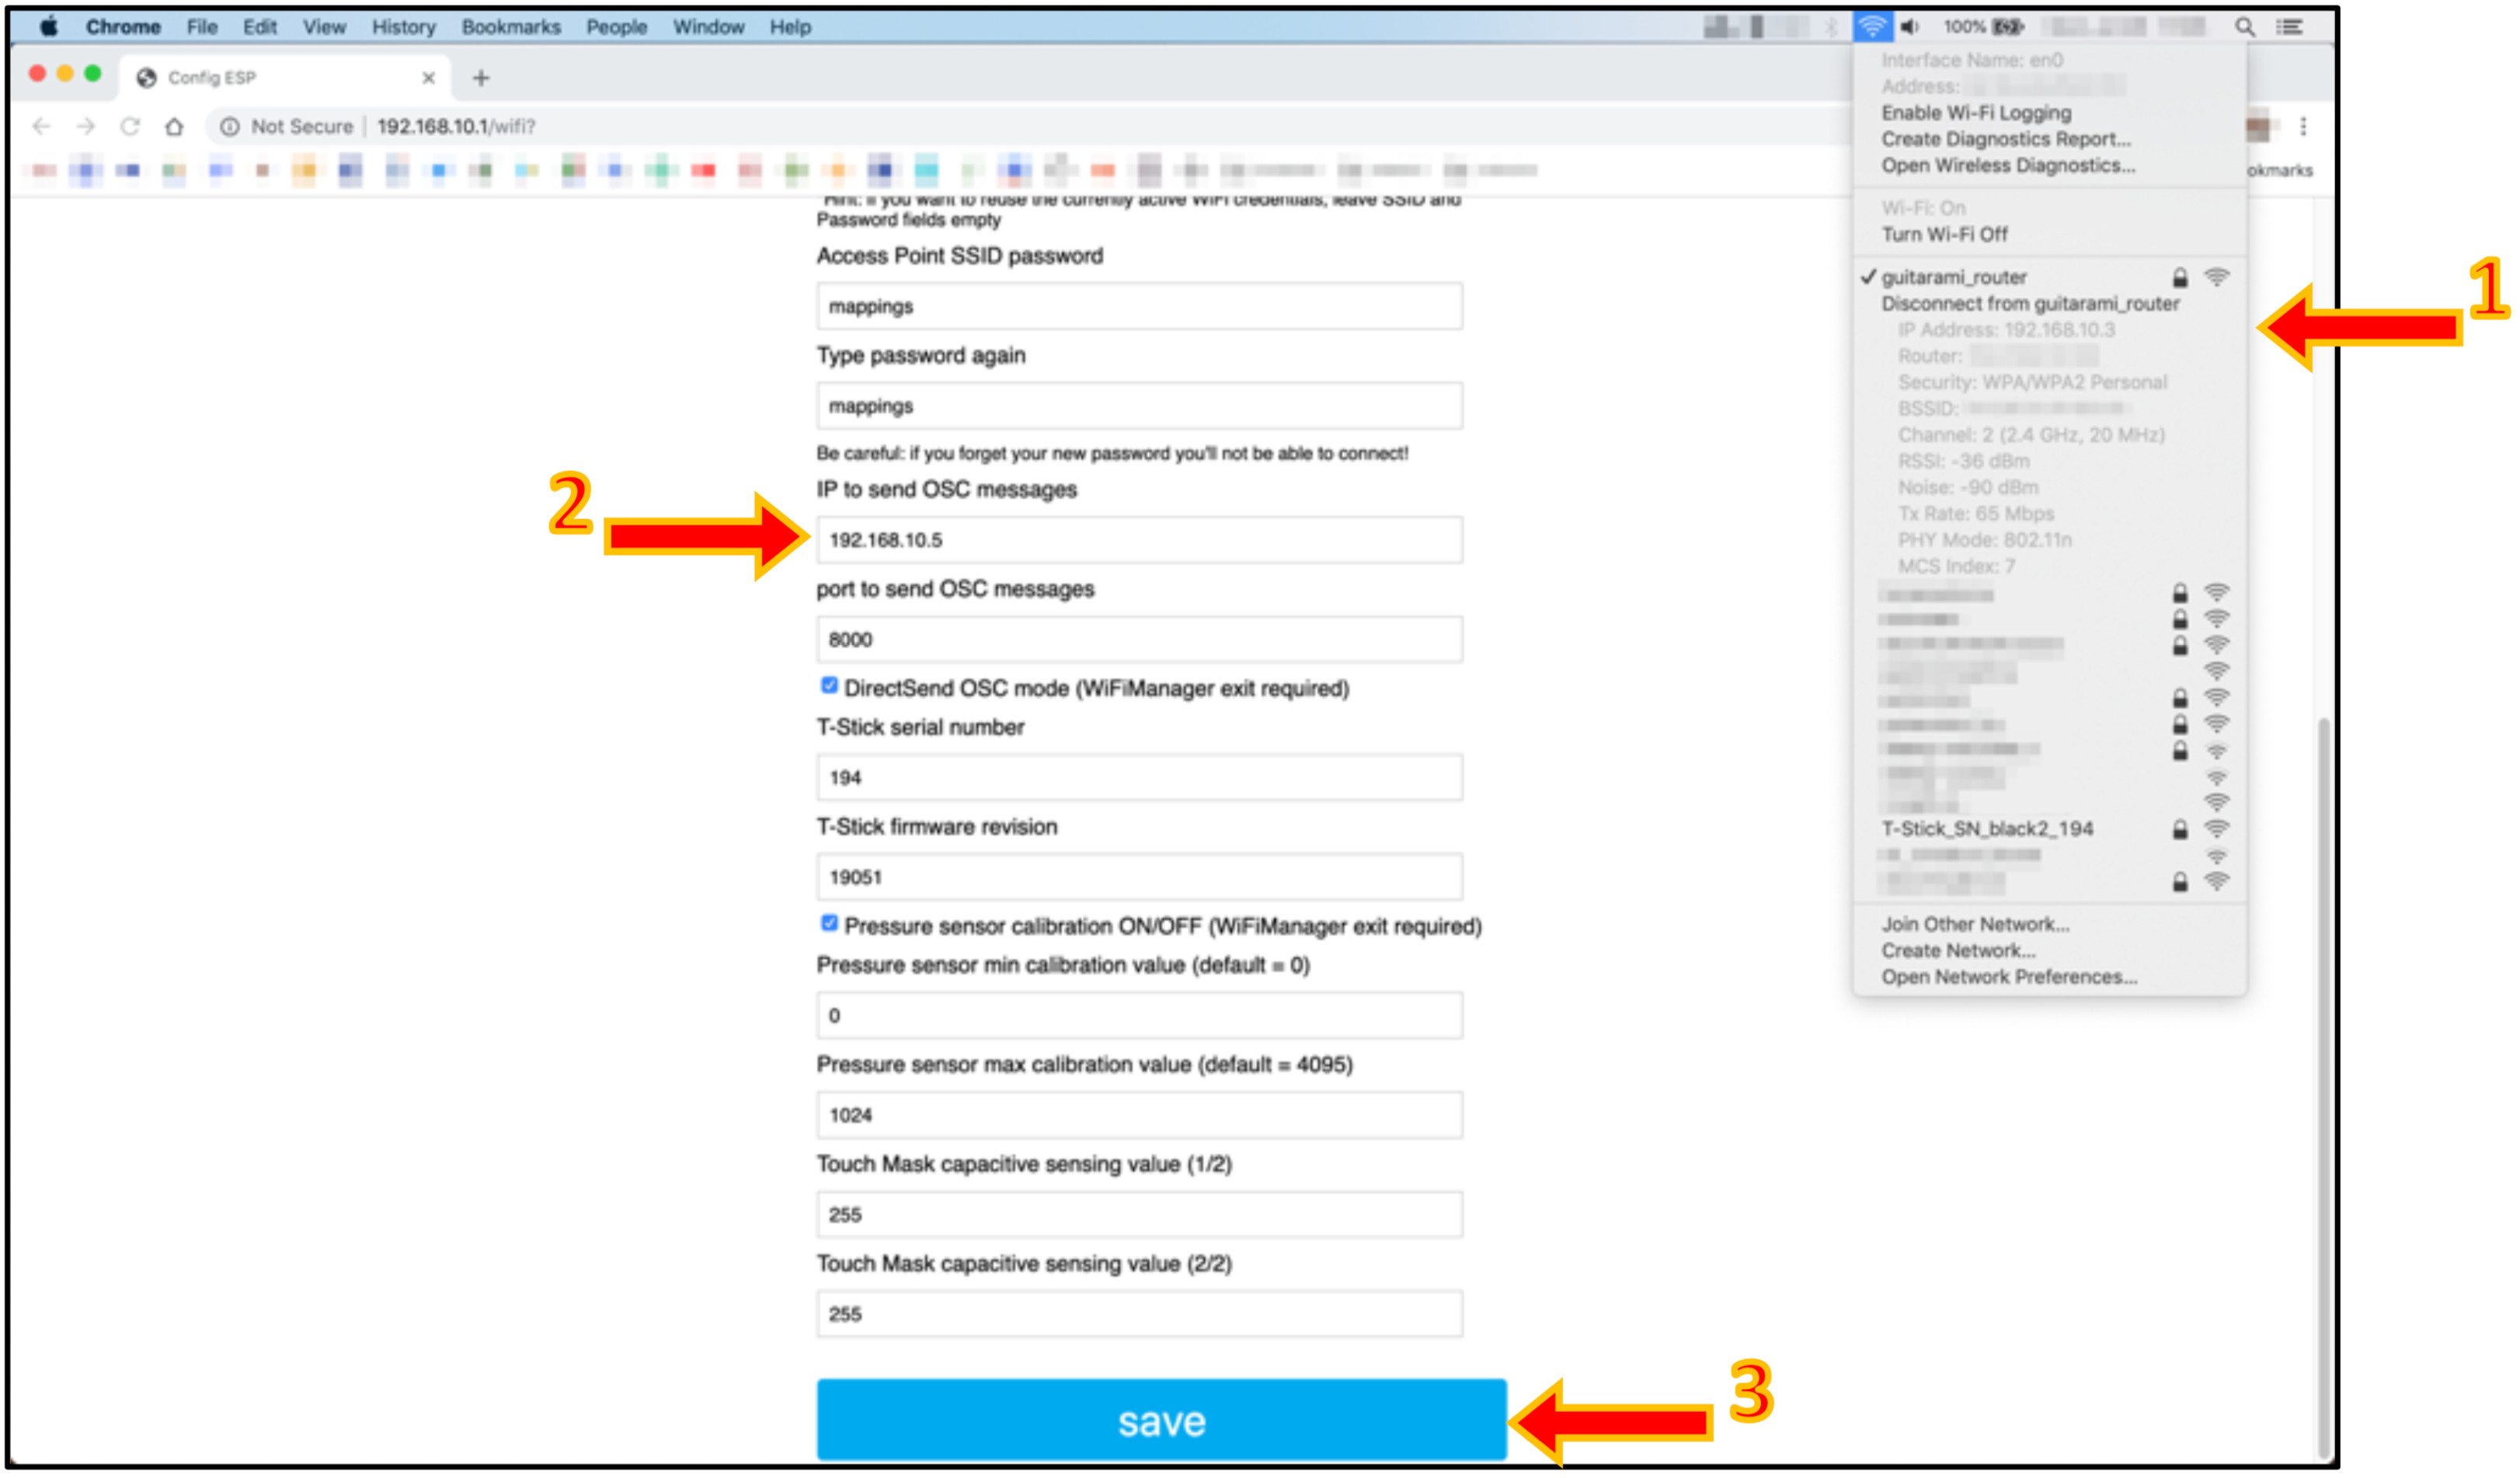 Chrome File Edit View History Bookmarks People Window Help 100%
Config ESP
Not Secure 192.168.10.1/wifi?
okmarks
Hint: If you want to reuse the currently active WiFi credentials, leave SSID and
Password fields empty
Access Point SSID password
mappings
Type password again
mappings
Be careful: if you forget your new password you'll not be able to connect!
IP to send OSC messages
2
192.168.10.5
port to send OSC messages
8000
DirectSend OSC mode (WiFiManager exit required)
T-Stick serial number
194
T-Stick firmware revision
19051
Pressure sensor calibration ON/OFF (WiFiManager exit required)
Pressure sensor min calibration value (default = 0)
0
Pressure sensor max calibration value (default = 4095)
1024
Touch Mask capacitive sensing value (1/2)
255
Touch Mask capacitive sensing value (2/2)
255
save
3
Interface Name: en0
Address:
Enable Wi-Fi Logging
Create Diagnostics Report...
Open Wireless Diagnostics...
Wi-Fi: On
Turn Wi-Fi Off
guitarami_router
Disconnect from guitarami_router
1
IP Address: 192.168.10.3
Router:
Security: WPA/WPA2 Personal
BSSID:
Channel: 2 (2.4 GHz, 20 MHz)
RSSI: -36 dBm
Noise: -90 dBm
Tx Rate: 65 Mbps
PHY Mode: 802.11n
MCS Index: 7
T-Stick_SN_black2_194
Join Other Network...
Create Network...
Open Network Preferences...